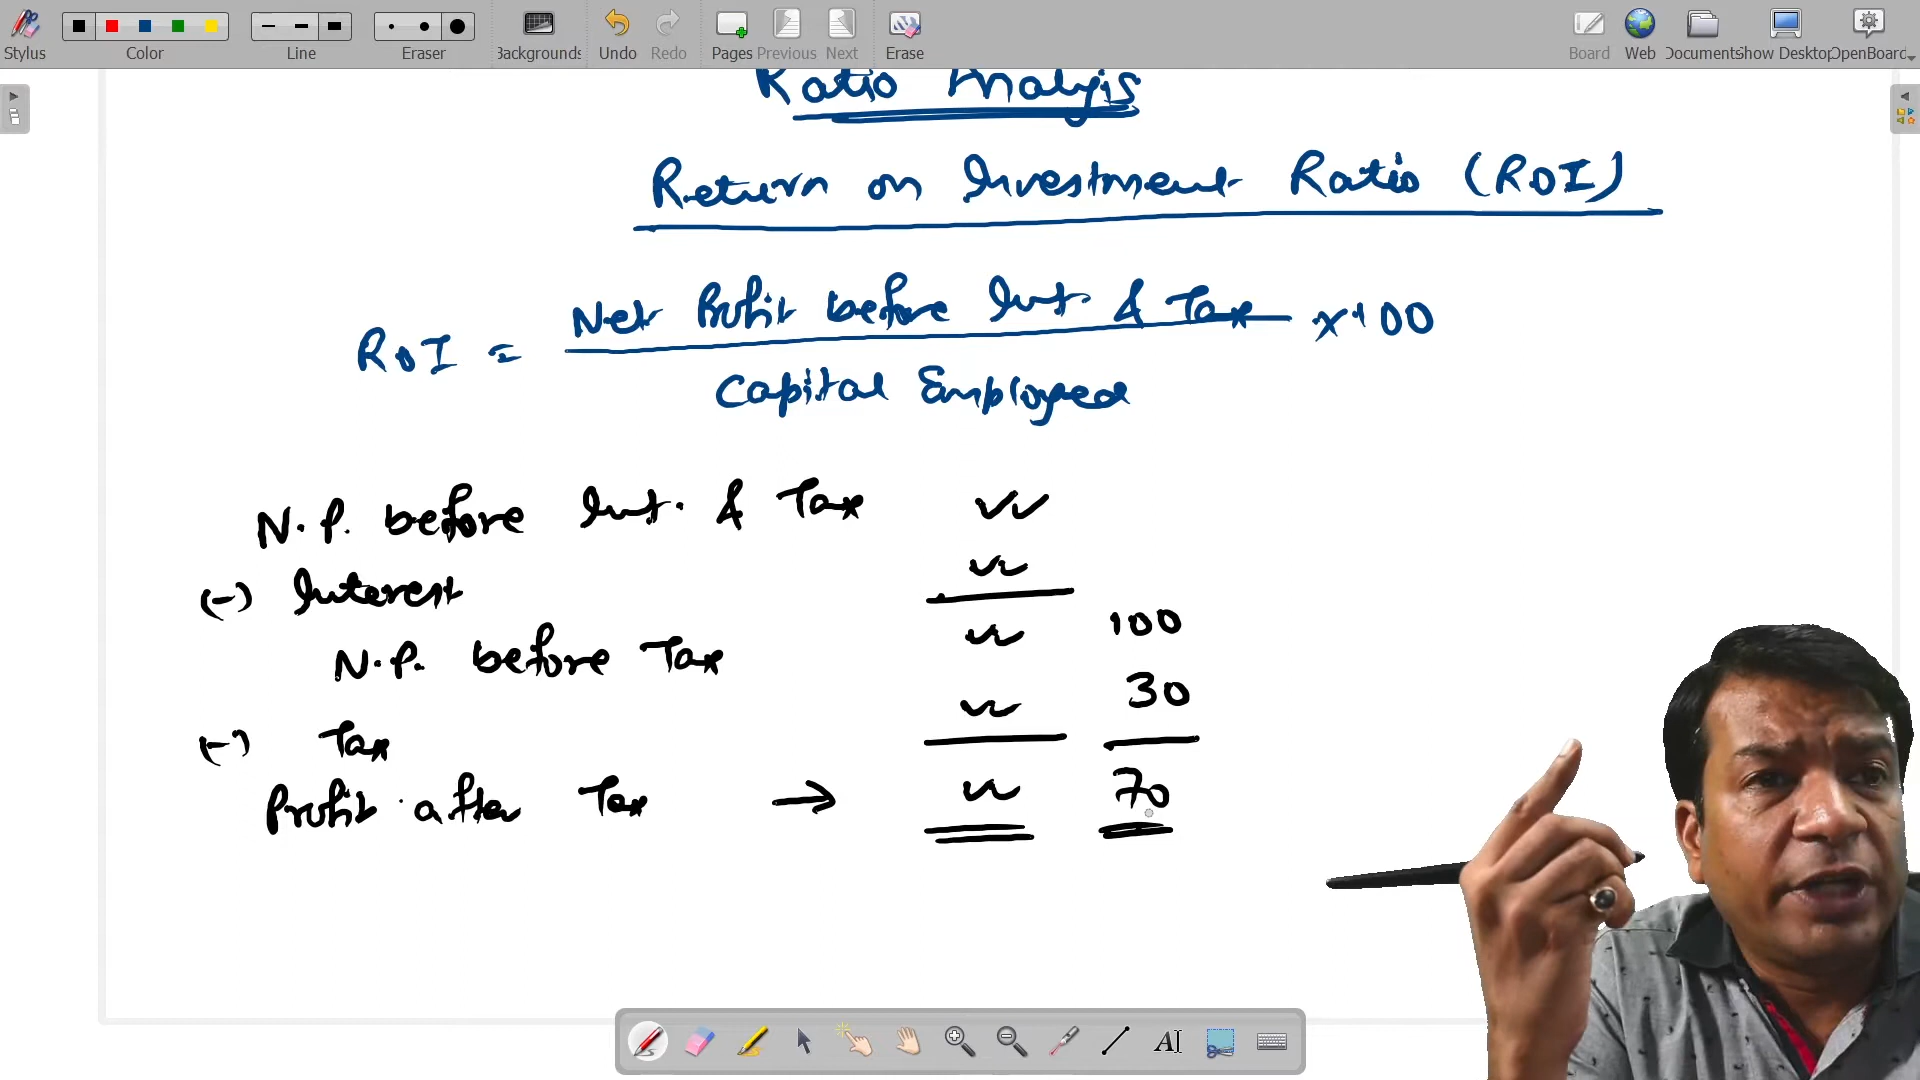 Stylus Color Line Eraser Backgrounds Undo Redo Pages Previous Next Erase Board Web Documents Show Desktop OpenBoard
Ratio Analysis
Return on Investment Ratio (ROI)
ROI = Net Profit before Int. & Tax x 100
Capital Employed
N.P. before Int. & Tax
(-) Interest
N.P. before Tax 100
(-) Tax 30
Profit after Tax → 70